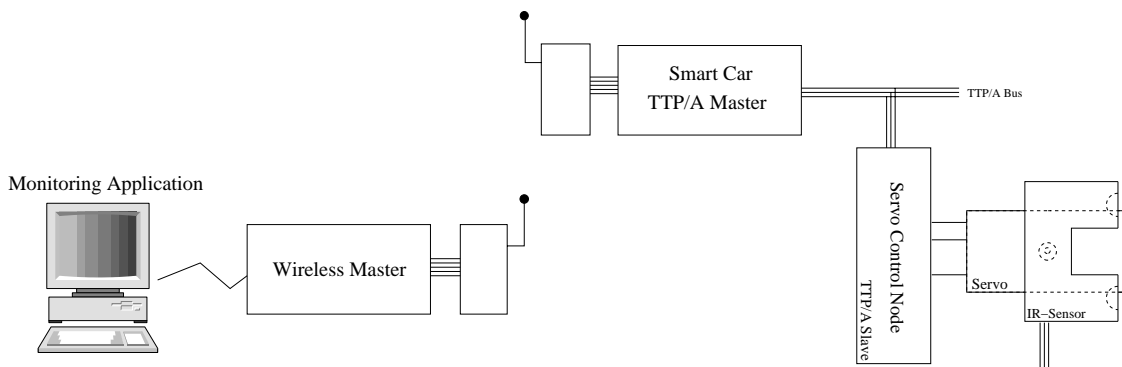 Smart Car
TTP/A Master
TTP/A Bus
Monitoring Application
Wireless Master
Servo Control Node
TTP/A Slave
Servo
IR−Sensor